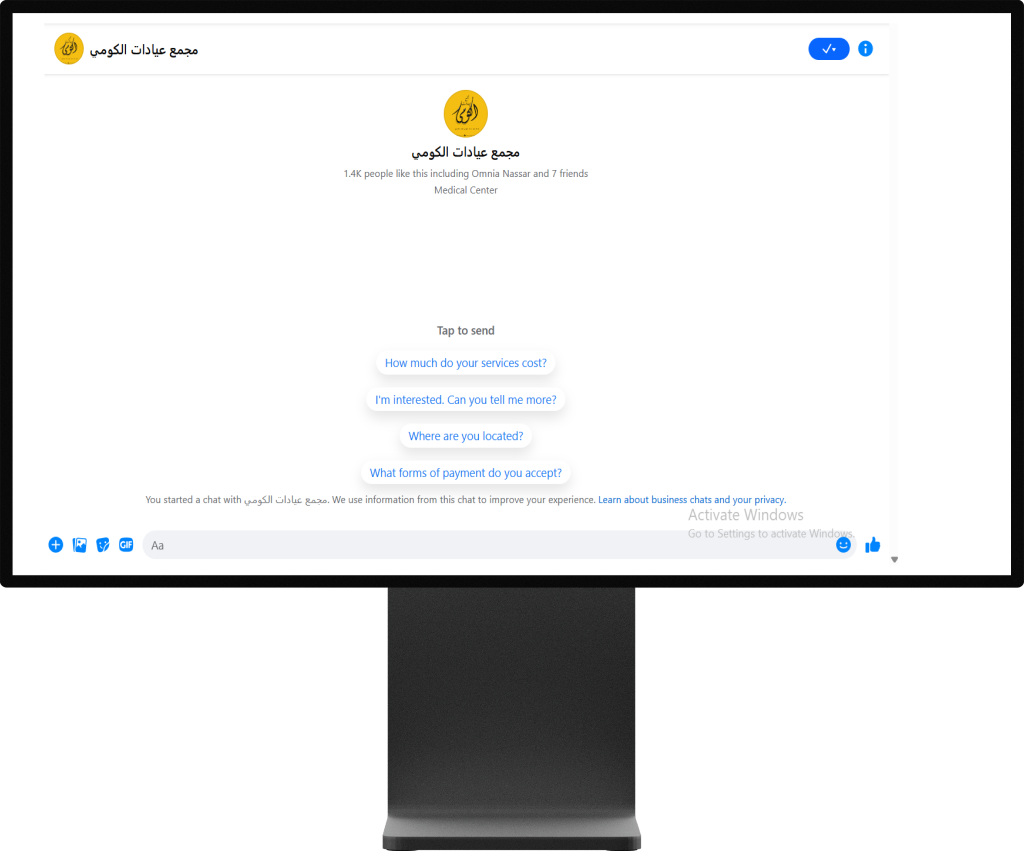 مجمع عيادات الكومي
الكومي
مجمع عيادات الكومي
1.4K people like this including Omnia Nassar and 7 friends
Medical Center
Tap to send
How much do your services cost?
I'm interested. Can you tell me more?
Where are you located?
What forms of payment do you accept?
You started a chat with مجمع عيادات الكومي. We use information from this chat to improve your experience. Learn about business chats and your privacy.
Activate Windows
Go to Settings to activate Windows.
GIF
Aa